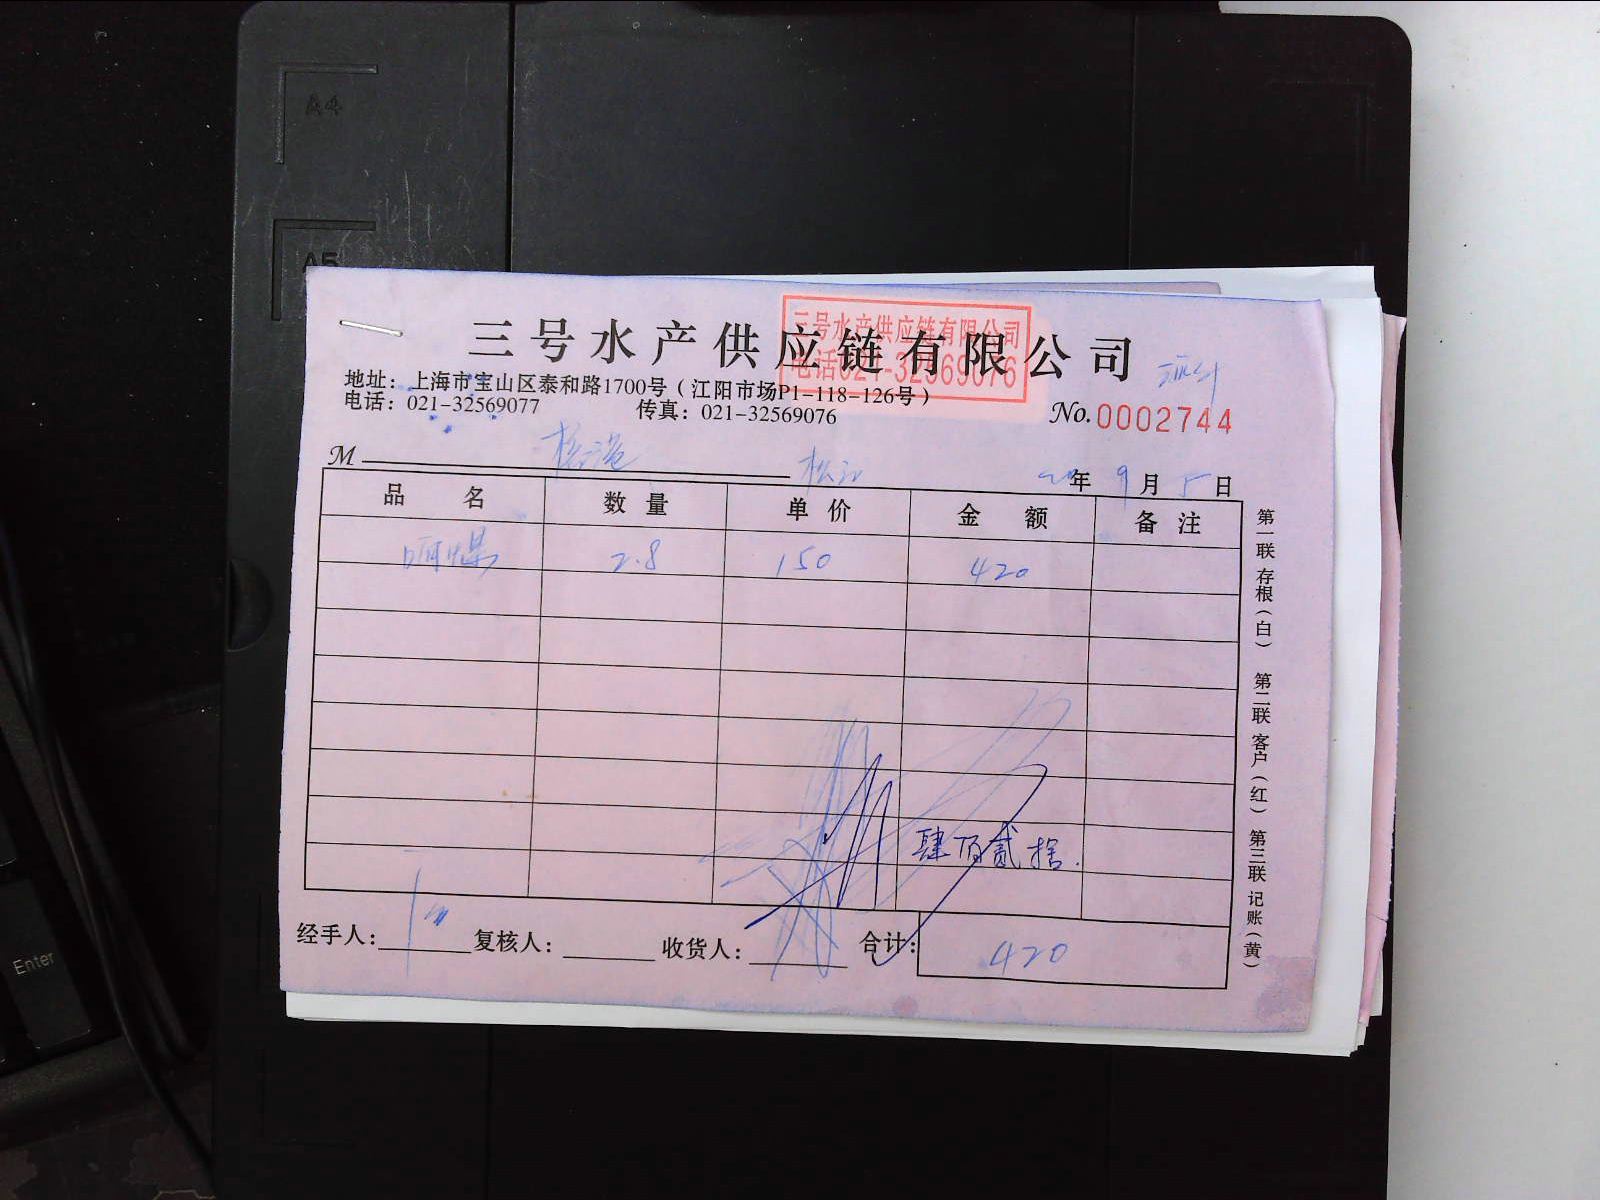 A4
A5
三号水产供应链有限公司
三号水产供应链有限公司
电话021-32569076
地址：上海市宝山区泰和路1700号（江阳市场P1-118-126号）
电话：021-32569077 传真：021-32569076
No.0002744
M 松江
年 9月 5日
品名 数量 单价 金额 备注
2.8 150 420
肆佰贰拾.
经手人： 复核人： 收货人： 合计： 420
第一联 存根（白） 第二联 客户（红） 第三联 记账（黄）
Enter